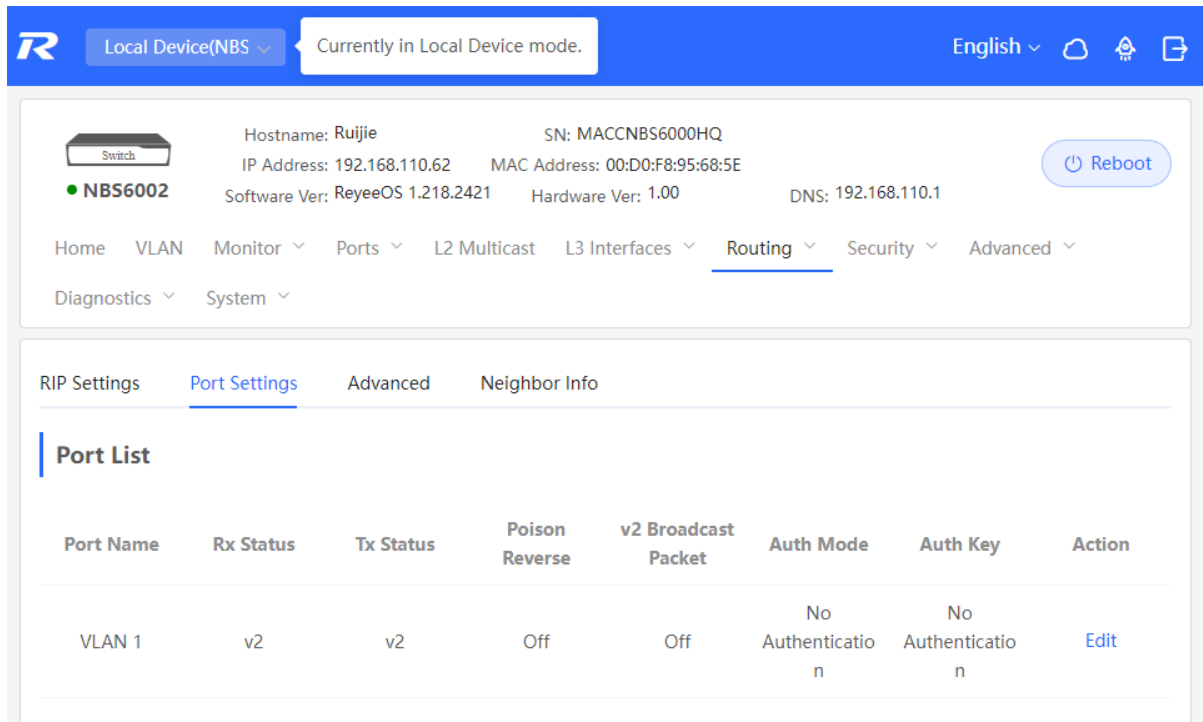 R
Local Device(NBS
Currently in Local Device mode.
English
Switch
NBS6002
Hostname: Ruijie
SN: MACCNBS6000HQ
IP Address: 192.168.110.62
MAC Address: 00:D0:F8:95:68:5E
Software Ver: ReyeeOS 1.218.2421
Hardware Ver: 1.00
DNS: 192.168.110.1
Reboot
Home VLAN Monitor Ports L2 Multicast L3 Interfaces Routing Security Advanced
Diagnostics System
RIP Settings Port Settings Advanced Neighbor Info
Port List
Port Name Rx Status Tx Status Poison Reverse v2 Broadcast Packet Auth Mode Auth Key Action
VLAN 1 v2 v2 Off Off No Authenticatio n No Authenticatio n Edit